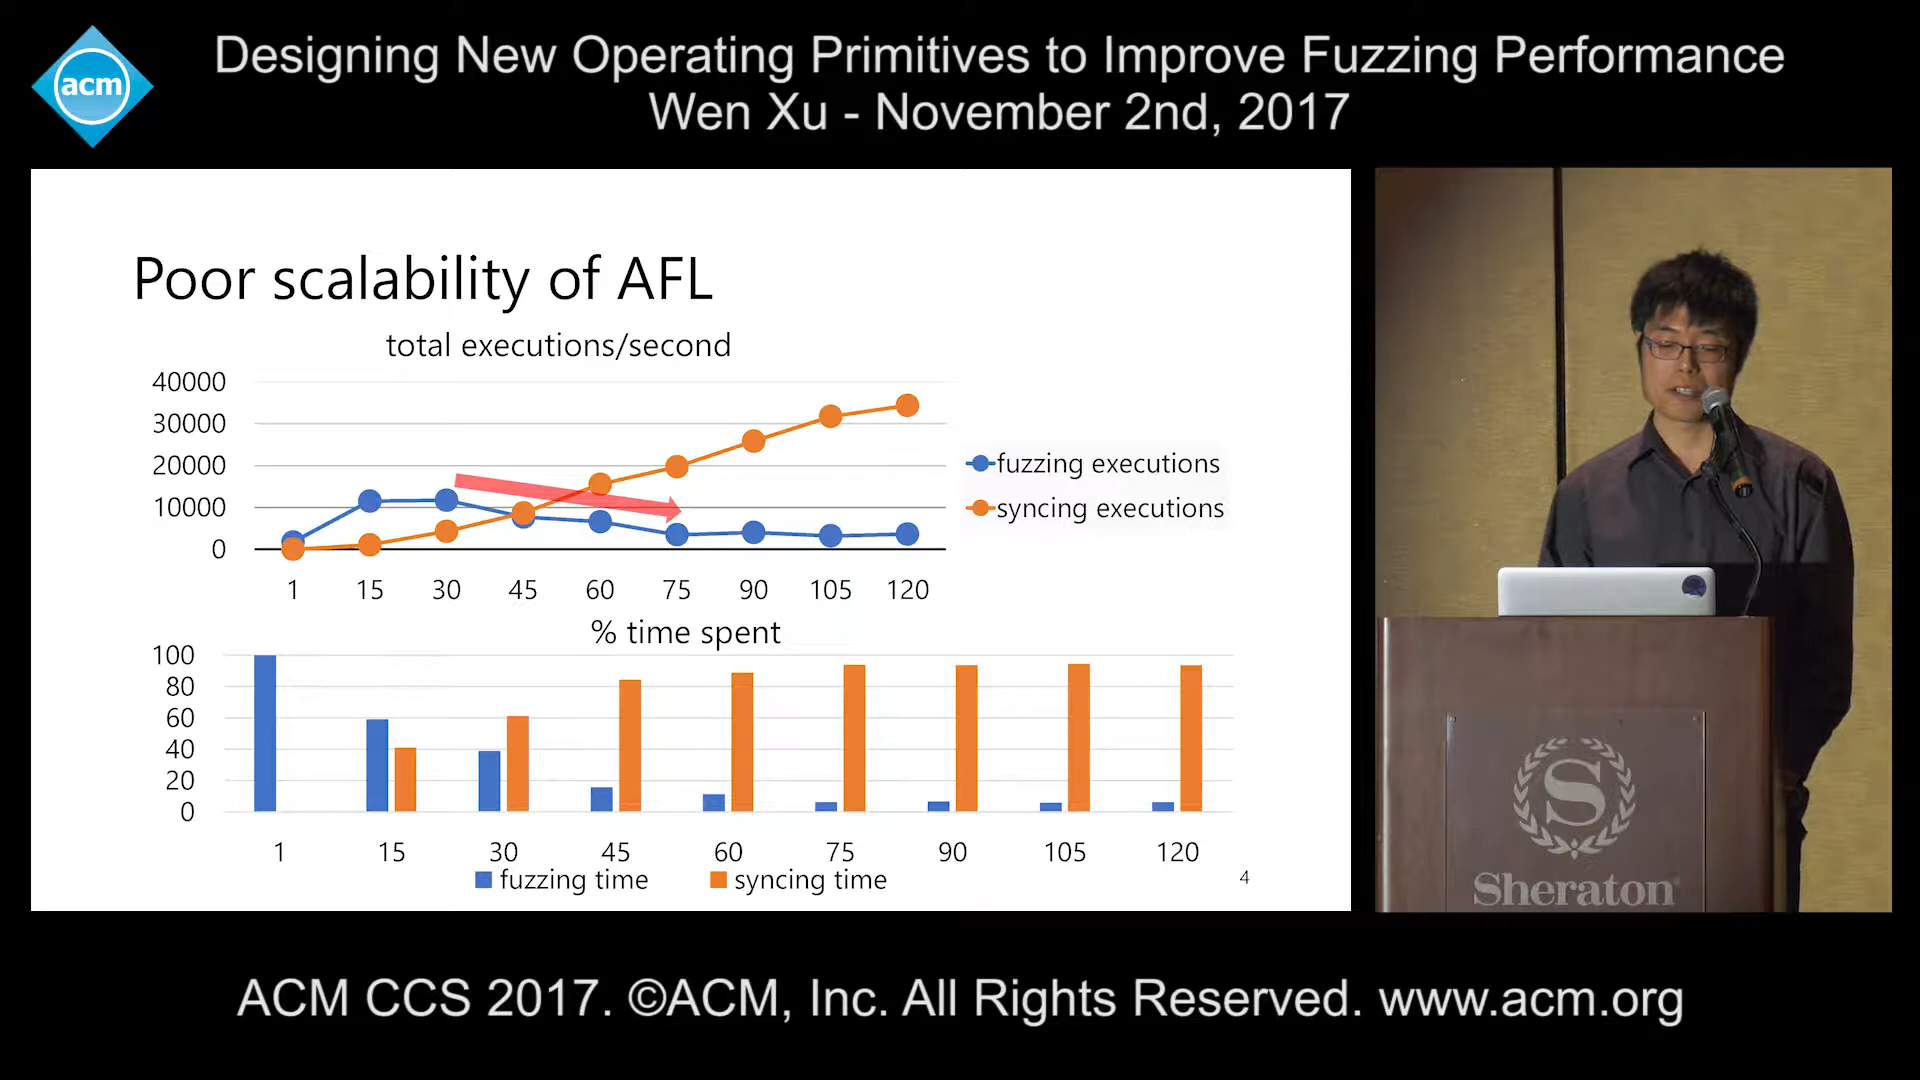 acm
Designing New Operating Primitives to Improve Fuzzing Performance
Wen Xu - November 2nd, 2017
Poor scalability of AFL
total executions/second
40000
30000
20000
10000
0
1 15 30 45 60 75 90 105 120
fuzzing executions
syncing executions
% time spent
100
80
60
40
20
0
1 15 30 45 60 75 90 105 120
fuzzing time syncing time
4
S
Sheraton
ACM CCS 2017. ©ACM, Inc. All Rights Reserved. www.acm.org